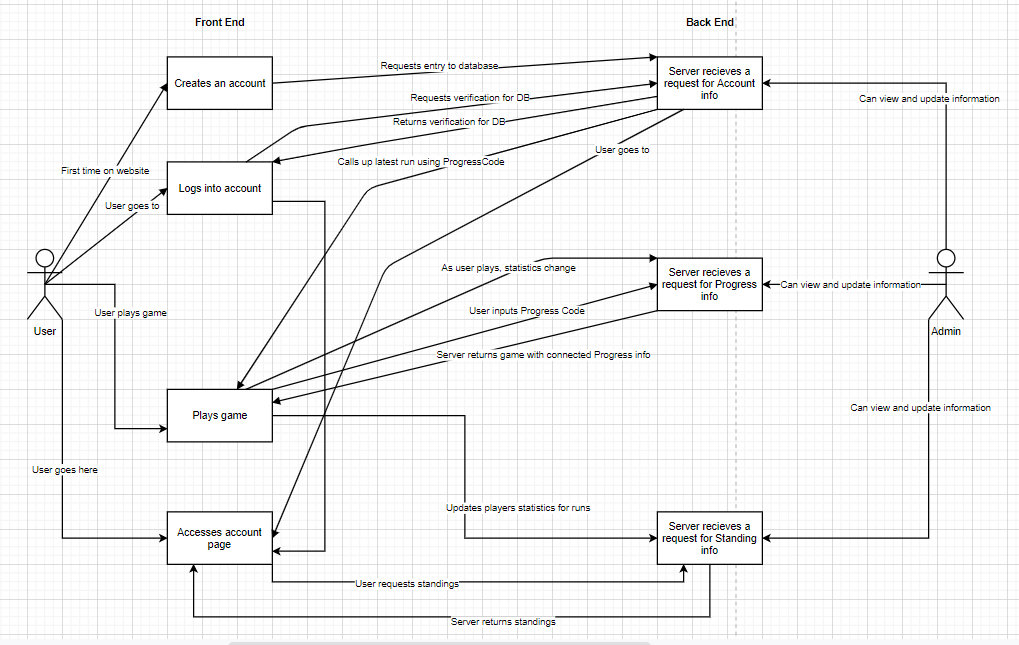 Front End
Back End
Creates an account
Requests entry to database
Server recieves a
request for Account
info
Requests verification for DB
Can view and update information
Returns verification for DB
User goes to
Calls up latest run using ProgressCode
First time on website
Logs into account
User goes to
As user plays, statistics change
Server recieves a
request for Progress
info
Can view and update information
User plays game
User inputs Progress Code
User
Admin
Server returns game with connected Progress info
Can view and update information
Plays game
User goes here
Updates players statistics for runs
Accesses account
page
Server recieves a
request for Standing
info
User requests standings
Server returns standings